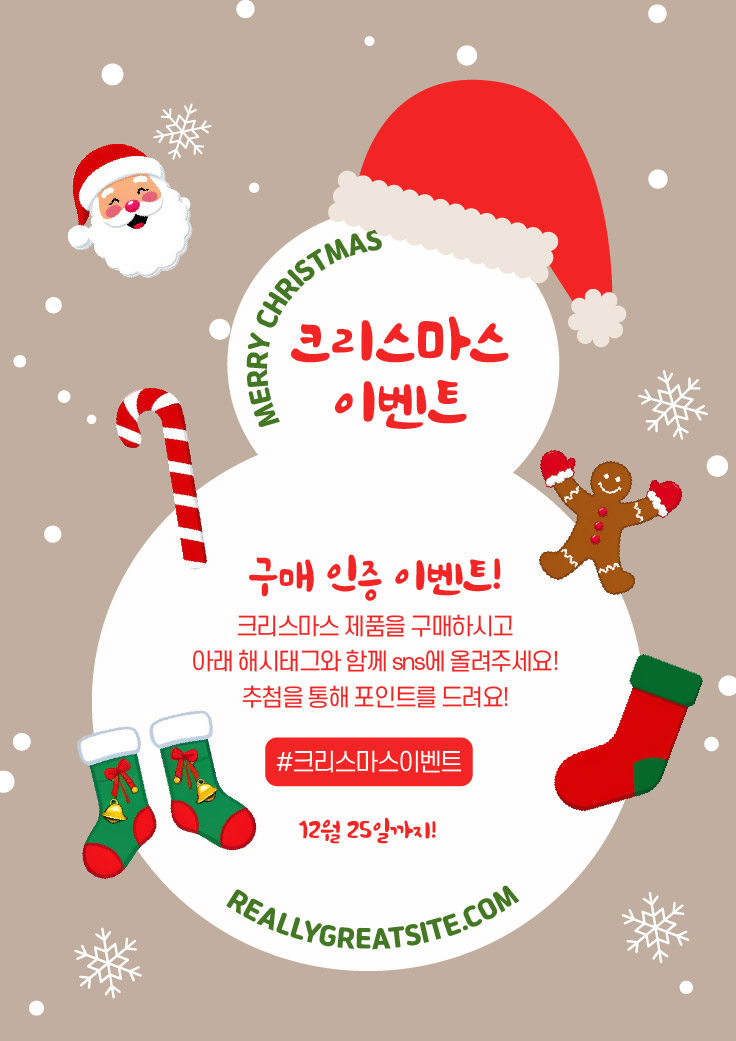 MERRY CHRISTMAS
크리스마스
이벤트
구매 인증 이벤트!
크리스마스 제품을 구매하시고
아래 해시태그와 함께 sns에 올려주세요!
추첨을 통해 포인트를 드려요!
#크리스마스이벤트
12월 25일까지!
REALLYGREATSITE.COM